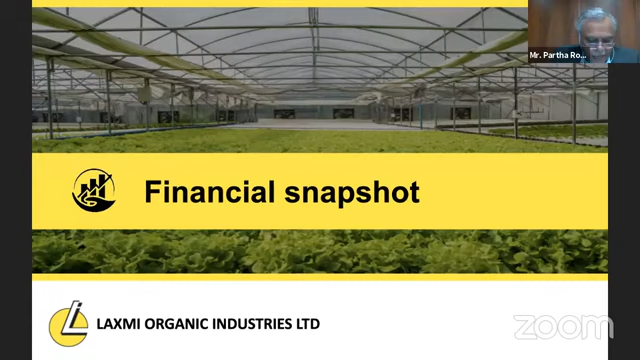 Mr. Partha Ro...
Financial snapshot
LAXMI ORGANIC INDUSTRIES LTD
zoom